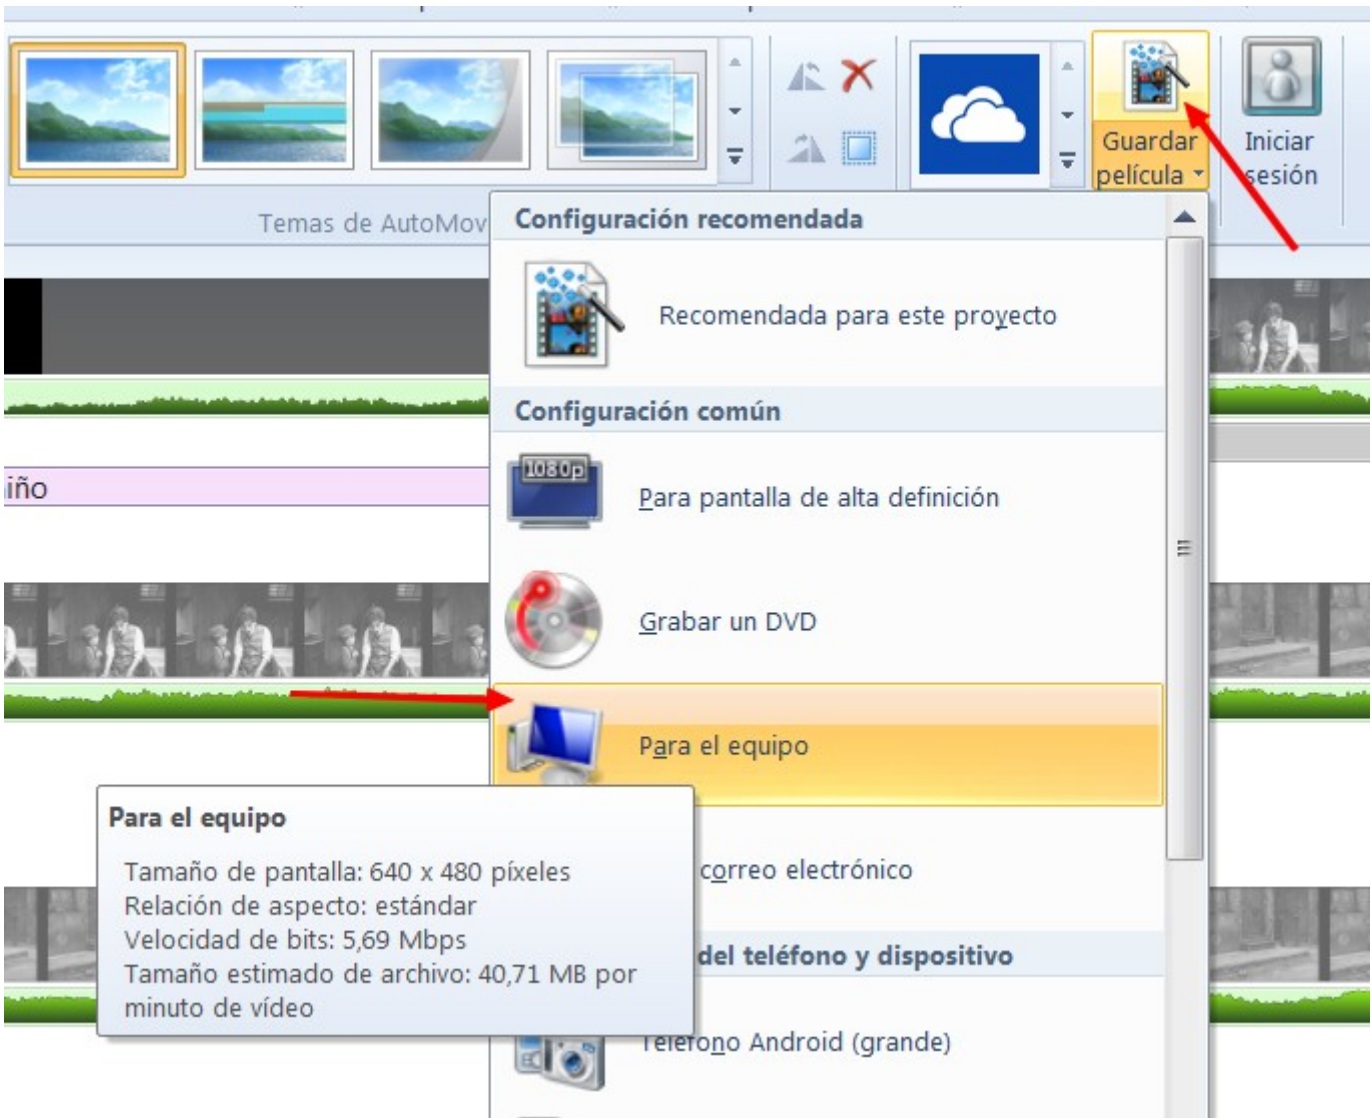 Guardar
película
Iniciar
sesión
Temas de AutoMov
Configuración recomendada
Recomendada para este proyecto
Configuración común
1080p
Para pantalla de alta definición
iño
Grabar un DVD
Para el equipo
Para el equipo
Tamaño de pantalla: 640 x 480 píxeles
Relación de aspecto: estándar
Velocidad de bits: 5,69 Mbps
Tamaño estimado de archivo: 40,71 MB por
minuto de vídeo
correo electrónico
del teléfono y dispositivo
Teléfono Android (grande)